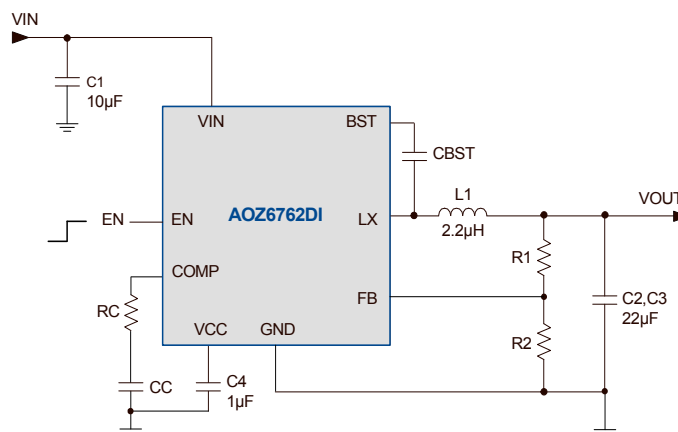 VIN
C1
10µF
VIN
BST
CBST
AOZ6762DI
EN
EN
LX
L1
2.2µH
VOUT
COMP
R1
FB
C2,C3
22µF
RC
VCC
GND
R2
CC
C4
1µF